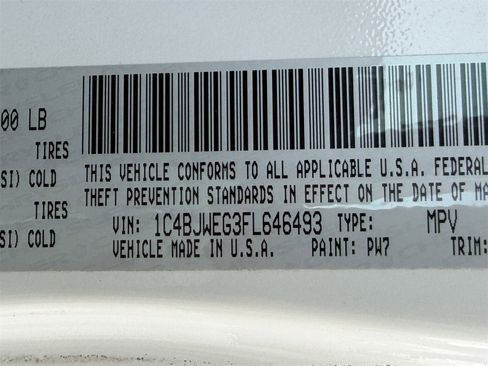 00 LB
TIRES
THIS VEHICLE CONFORMS TO ALL APPLICABLE U.S.A. FEDERAL
SI) COLD
THEFT PREVENTION STANDARDS IN EFFECT ON THE DATE OF MA
TIRES
VIN: 1C4BJWEG3FL646493 TYPE: MPV
SI) COLD
VEHICLE MADE IN U.S.A. PAINT: PW7 TRIM: